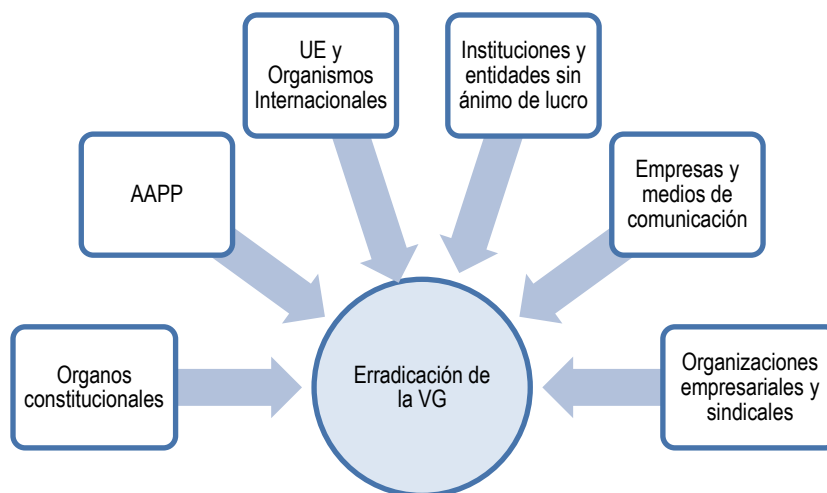 UE y
Organismos
Internacionales
Instituciones y
entidades sin
ánimo de lucro
AAPP
Empresas y
medios de
comunicación
Organos
constitucionales
Erradicación de
la VG
Organizaciones
empresariales y
sindicales